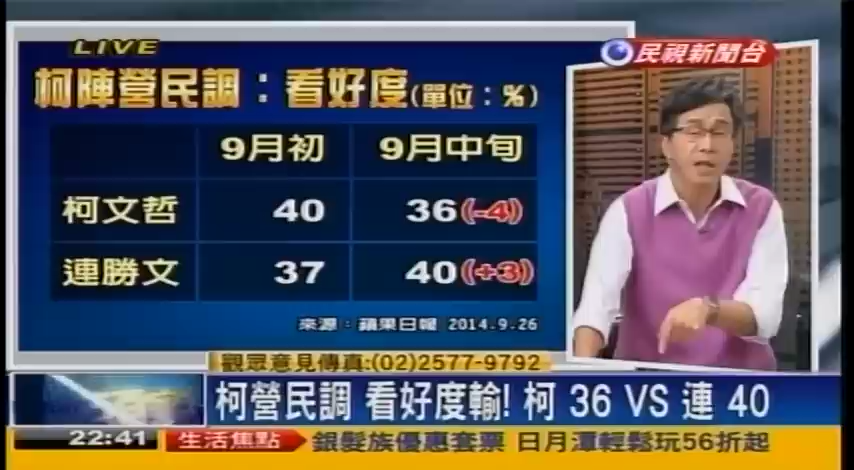 LIVE
民視新聞台
柯陣營民調：看好度(單位：%)
9月初 9月中旬
柯文哲 40 36(-4)
連勝文 37 40(+3)
來源：蘋果日報 2014.9.26
觀眾意見傳真:(02)2577-9792
柯營民調 看好度輸! 柯 36 VS 連 40
22:41 生活焦點 銀髮族優惠套票 日月潭輕鬆玩56折起